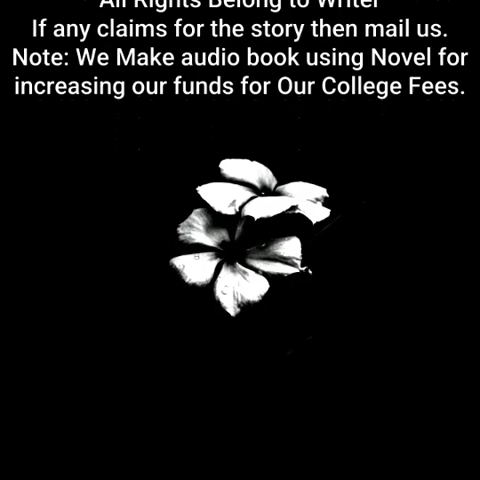 All Rights Belong to Writer
If any claims for the story then mail us.
Note: We Make audio book using Novel for
increasing our funds for Our College Fees.